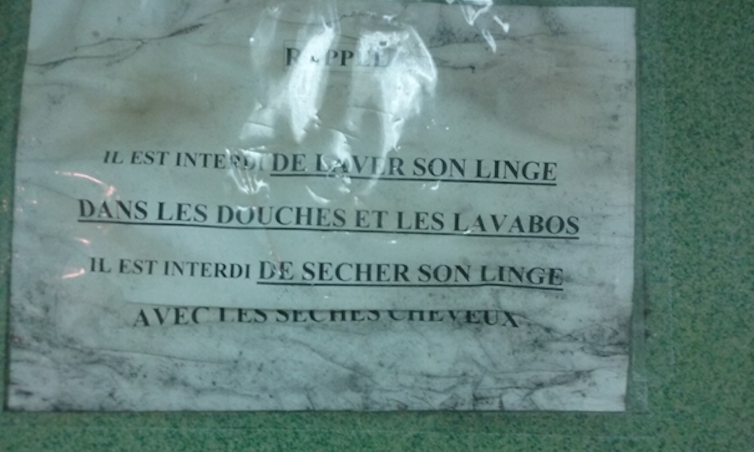 RAPPEL
IL EST INTERDI DE LAVER SON LINGE
DANS LES DOUCHES ET LES LAVABOS
IL EST INTERDI DE SECHER SON LINGE
AVEC LES SECHES CHEVEUX